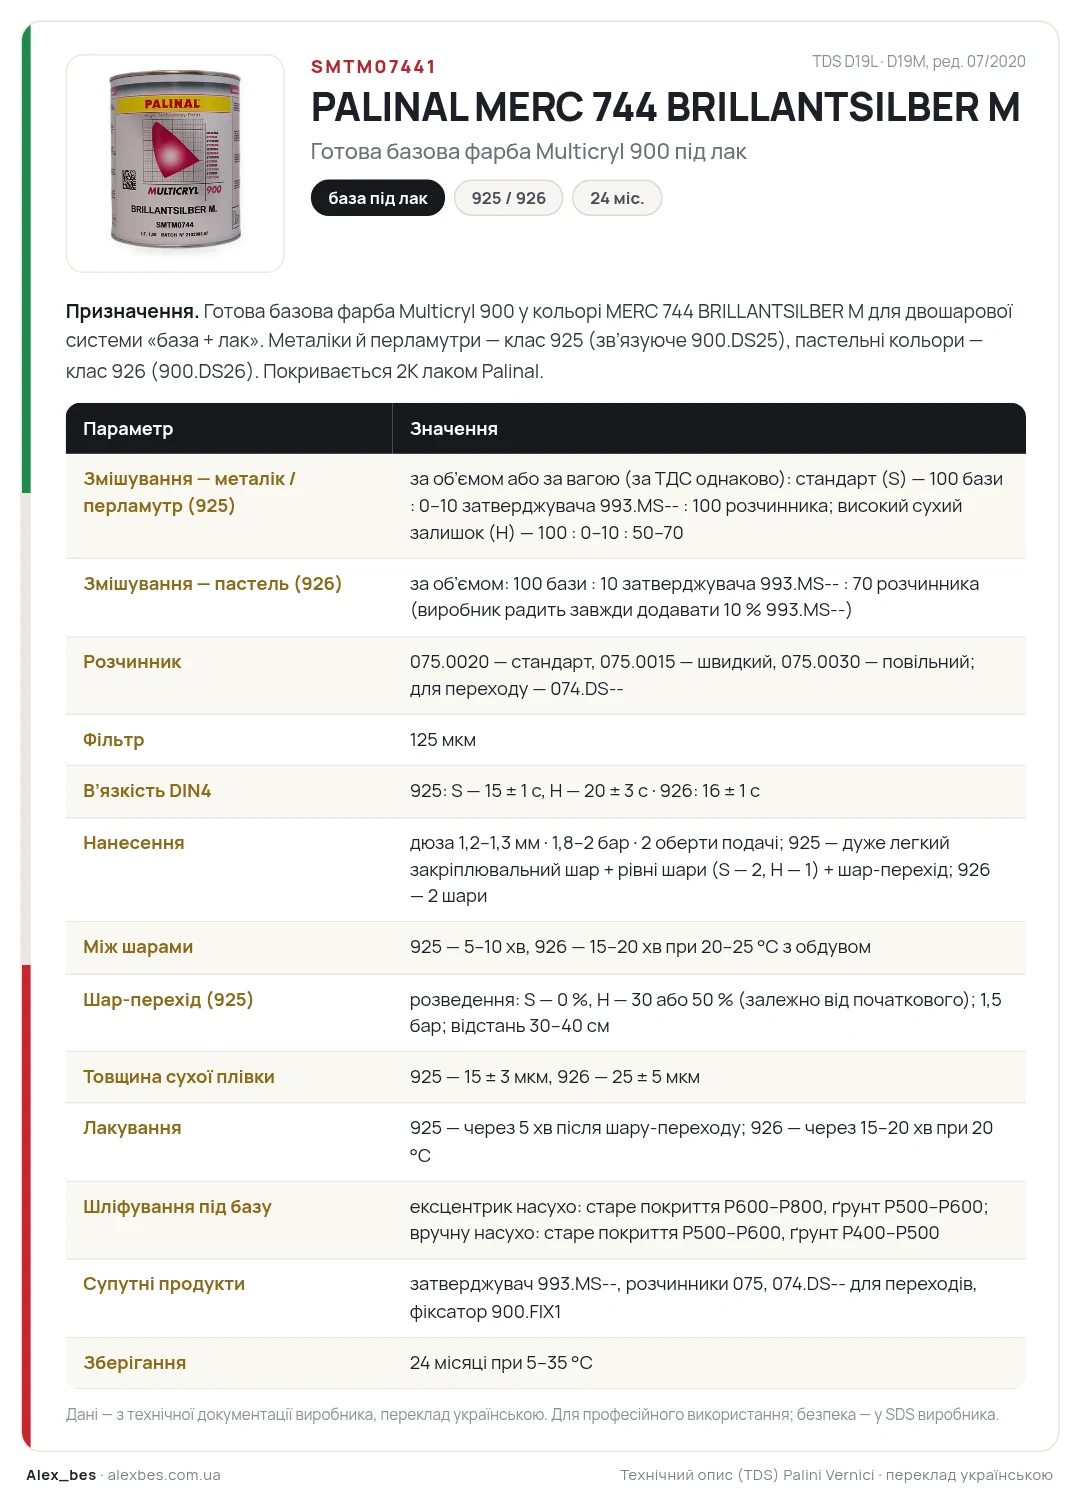 SMTM07441
TDS D19L · D19M, ред. 07/2020
PALINAL MERC 744 BRILLANTSILBER M
Готова базова фарба Multicryl 900 під лак
база під лак
925 / 926
24 міс.
PALINAL
High Technology Paint
MULTICRYL 900
BRILLANTSILBER M.
SMTM0744
Призначення. Готова базова фарба Multicryl 900 у кольорі MERC 744 BRILLANTSILBER M для двошарової
системи «база + лак». Металіки й перламутри — клас 925 (зв’язуюче 900.DS25), пастельні кольори —
клас 926 (900.DS26). Покривається 2К лаком Palinal.
Параметр
Значення
Змішування — металік /
перламутр (925)
за об’ємом або за вагою (за ТДС однаково): стандарт (S) — 100 бази
: 0–10 затверджувача 993.MS-- : 100 розчинника; високий сухий
залишок (H) — 100 : 0–10 : 50–70
Змішування — пастель (926)
за об’ємом: 100 бази : 10 затверджувача 993.MS-- : 70 розчинника
(виробник радить завжди додавати 10 % 993.MS--)
Розчинник
075.0020 — стандарт, 075.0015 — швидкий, 075.0030 — повільний;
для переходу — 074.DS--
Фільтр
125 мкм
В’язкість DIN4
925: S — 15 ± 1 с, H — 20 ± 3 с · 926: 16 ± 1 с
Нанесення
дюза 1,2–1,3 мм · 1,8–2 бар · 2 оберти подачі; 925 — дуже легкий
закріплювальний шар + рівні шари (S — 2, H — 1) + шар-перехід; 926
— 2 шари
Між шарами
925 — 5–10 хв, 926 — 15–20 хв при 20–25 °C з обдувом
Шар-перехід (925)
розведення: S — 0 %, H — 30 або 50 % (залежно від початкового); 1,5
бар; відстань 30–40 см
Товщина сухої плівки
925 — 15 ± 3 мкм, 926 — 25 ± 5 мкм
Лакування
925 — через 5 хв після шару-переходу; 926 — через 15–20 хв при 20
°C
Шліфування під базу
ексцентрик насухо: старе покриття P600–P800, ґрунт P500–P600;
вручну насухо: старе покриття P500–P600, ґрунт P400–P500
Супутні продукти
затверджувач 993.MS--, розчинники 075, 074.DS-- для переходів,
фіксатор 900.FIX1
Зберігання
24 місяці при 5–35 °C
Дані — з технічної документації виробника, переклад українською. Для професійного використання; безпека — у SDS виробника.
Alex_bes · alexbes.com.ua
Технічний опис (TDS) Palini Vernici · переклад українською